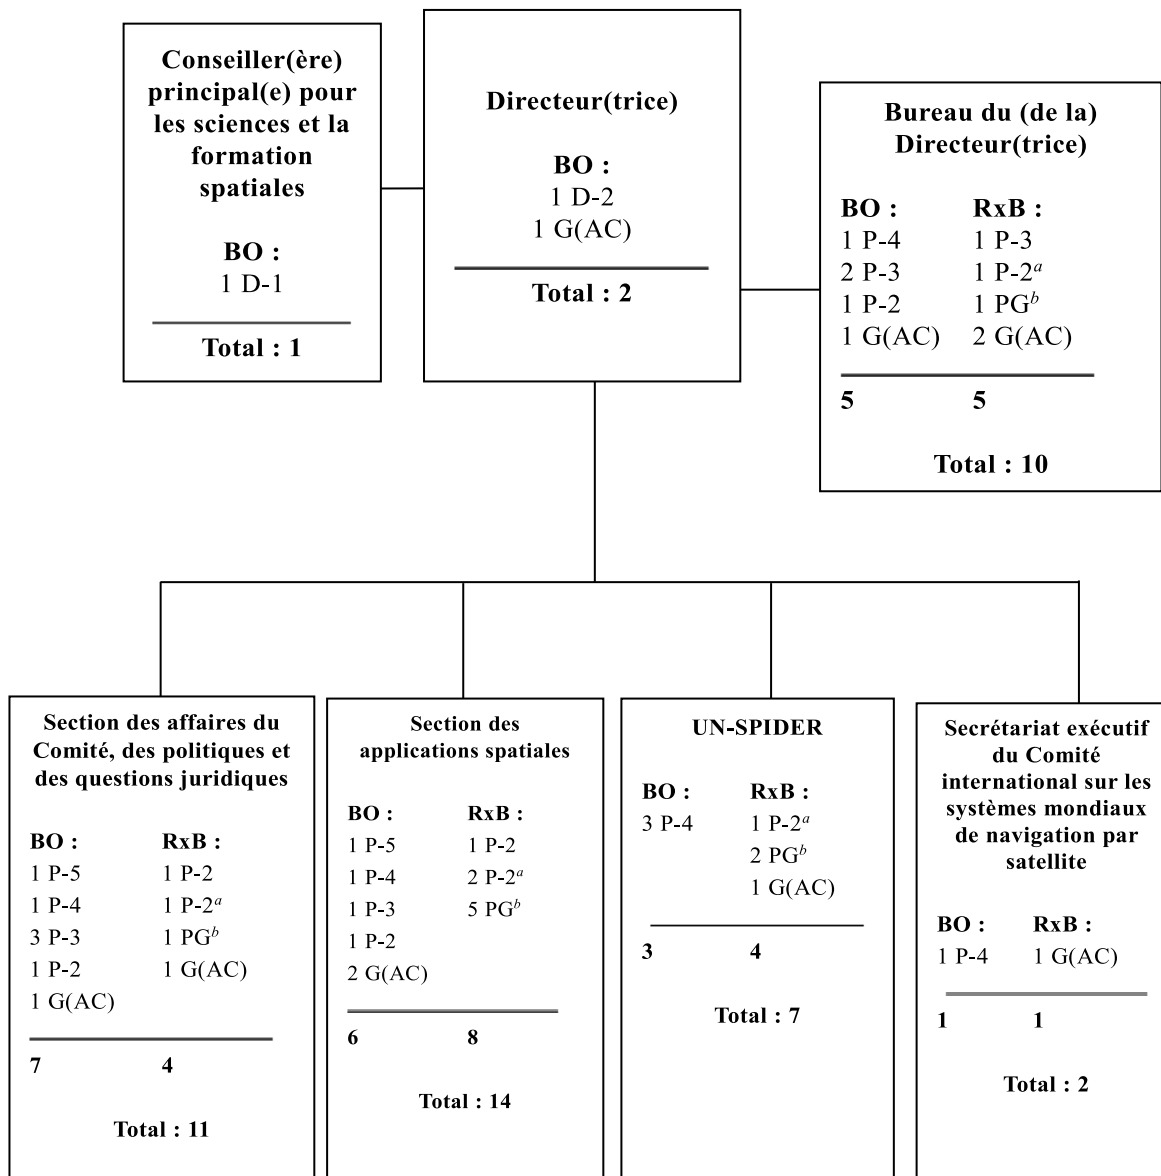 Conseiller(ère)
principal(e) pour
les sciences et la
formation
spatiales
BO :
1 D-1
Total : 1
Directeur(trice)
BO :
1 D-2
1 G(AC)
Total : 2
Bureau du (de la)
Directeur(trice)
BO : RxB :
1 P-4 1 P-3
2 P-3 1 P-2ᵃ
1 P-2 1 PGᵇ
1 G(AC) 2 G(AC)
5 5
Total : 10
Section des affaires du
Comité, des politiques et
des questions juridiques
BO : RxB :
1 P-5 1 P-2
1 P-4 1 P-2ᵃ
3 P-3 1 PGᵇ
1 P-2 1 G(AC)
1 G(AC)
7 4
Total : 11
Section des
applications spatiales
BO : RxB :
1 P-5 1 P-2
1 P-4 2 P-2ᵃ
1 P-3 5 PGᵇ
1 P-2
2 G(AC)
6 8
Total : 14
UN-SPIDER
BO : RxB :
3 P-4 1 P-2ᵃ
2 PGᵇ
1 G(AC)
3 4
Total : 7
Secrétariat exécutif
du Comité
international sur les
systèmes mondiaux
de navigation par
satellite
BO : RxB :
1 P-4 1 G(AC)
1 1
Total : 2